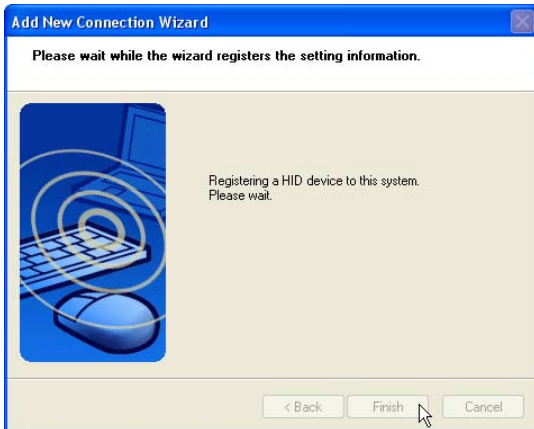 Add New Connection Wizard
Please wait while the wizard registers the setting information.
Registering a HID device to this system.
Please wait.
< Back
Finish
Cancel